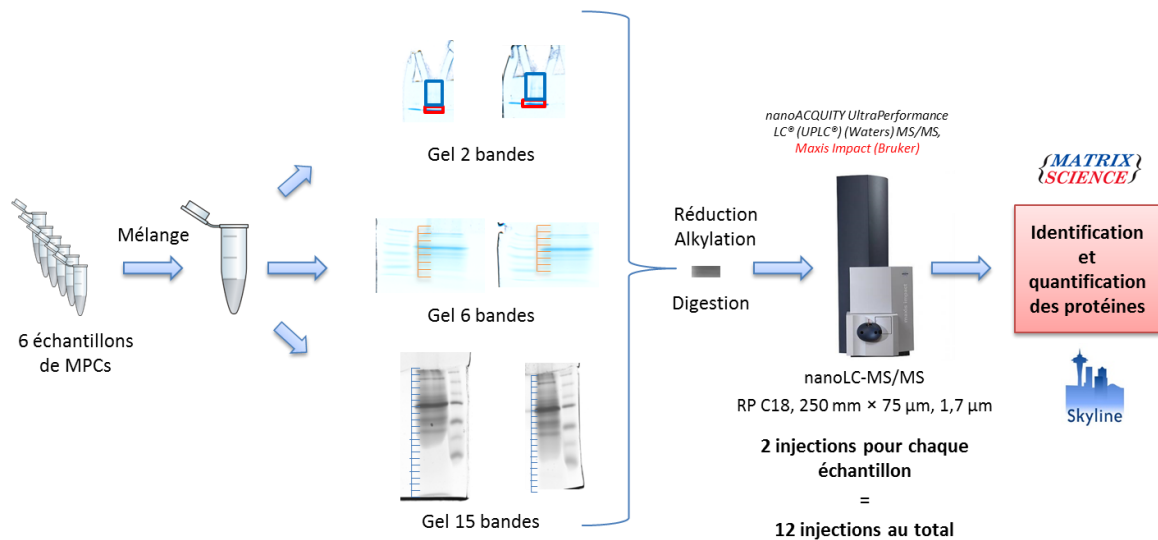 6 échantillons
de MPCs
Mélange
Gel 2 bandes
Gel 6 bandes
Gel 15 bandes
Réduction
Alkylation
Digestion
nanoACQUITY UltraPerformance
LC® (UPLC®) (Waters) MS/MS,
Maxis Impact (Bruker)
nanoLC-MS/MS
RP C18, 250 mm × 75 µm, 1,7 µm
2 injections pour chaque
échantillon
=
12 injections au total
{MATRIX
SCIENCE}
Identification
et
quantification
des protéines
Skyline